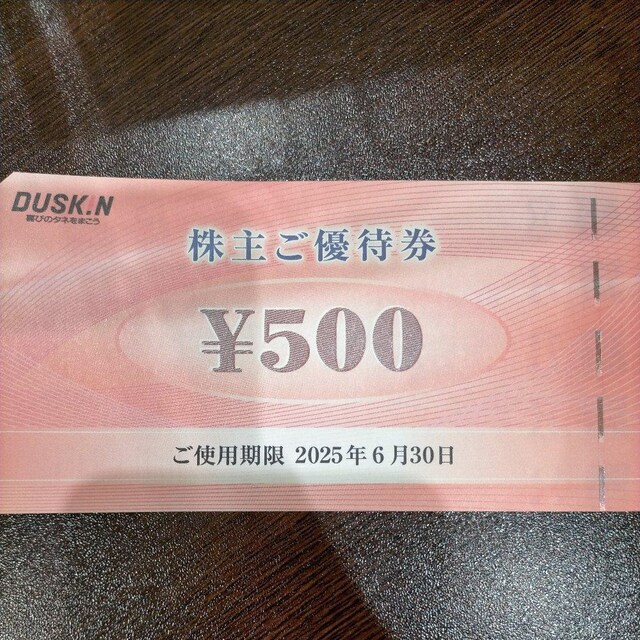 DUSKIN
喜びのタネをまこう
株主ご優待券
¥500
ご使用期限 2025年6月30日